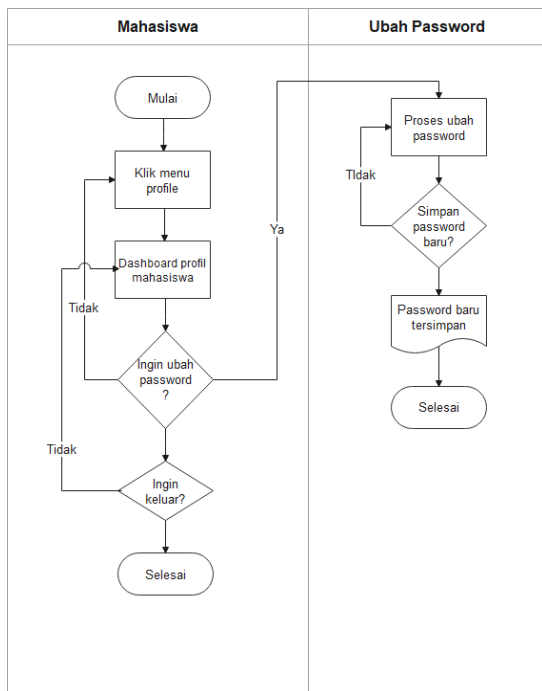 Mahasiswa
Ubah Password
Mulai
Klik menu
profile
Dashboard profil
mahasiswa
Tidak
Ingin ubah
password
?
Tidak
Ingin
keluar?
Selesai
Ya
Proses ubah
password
TIdak
Simpan
password
baru?
Password baru
tersimpan
Selesai